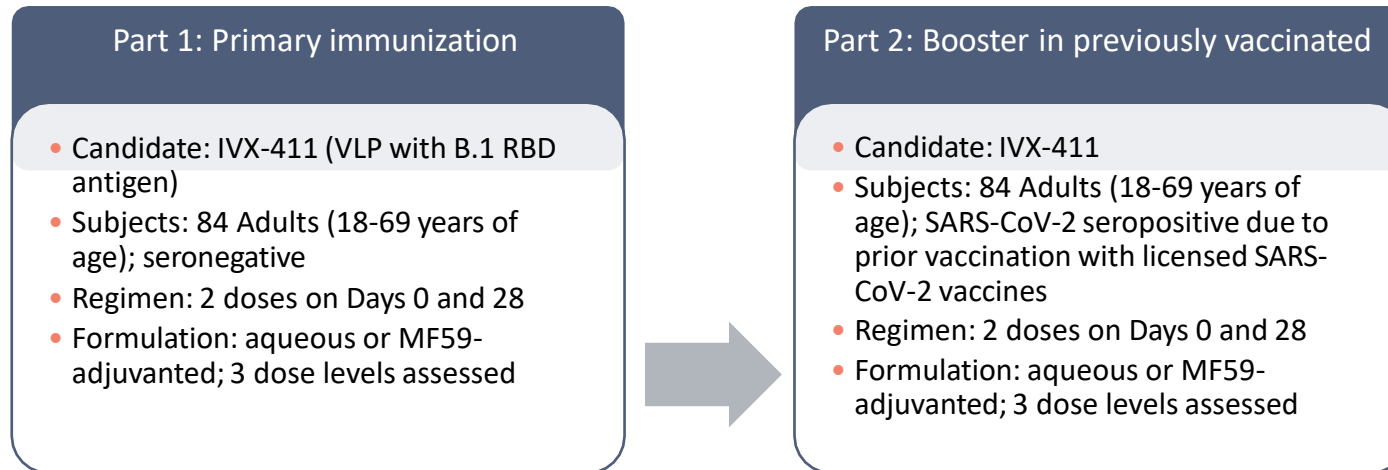 Part 1: Primary immunization
• Candidate: IVX-411 (VLP with B.1 RBD
antigen)
• Subjects: 84 Adults (18-69 years of
age); seronegative
• Regimen: 2 doses on Days 0 and 28
• Formulation: aqueous or MF59-
adjuvanted; 3 dose levels assessed
Part 2: Booster in previously vaccinated
• Candidate: IVX-411
• Subjects: 84 Adults (18-69 years of
age); SARS-CoV-2 seropositive due to
prior vaccination with licensed SARS-
CoV-2 vaccines
• Regimen: 2 doses on Days 0 and 28
• Formulation: aqueous or MF59-
adjuvanted; 3 dose levels assessed